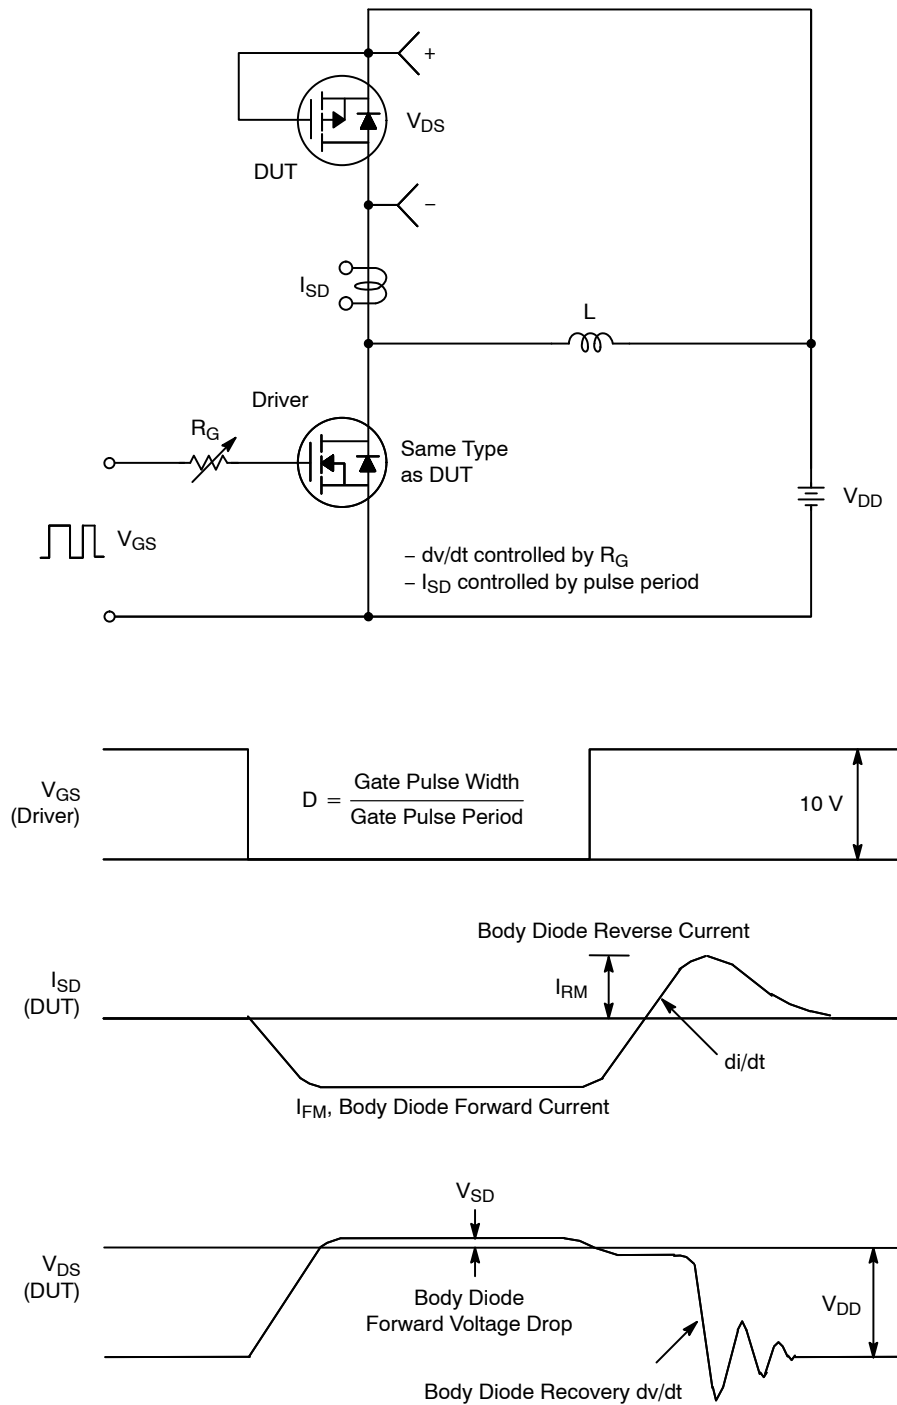 +
V_DS
DUT
−
I_SD
L
Driver
R_G
Same Type
as DUT
V_DD
V_GS
− dv/dt controlled by R_G
− I_SD controlled by pulse period
V_GS
(Driver)
D = Gate Pulse Width
Gate Pulse Period
10 V
Body Diode Reverse Current
I_SD
(DUT)
I_RM
di/dt
I_FM, Body Diode Forward Current
V_SD
V_DS
(DUT)
Body Diode
Forward Voltage Drop
V_DD
Body Diode Recovery dv/dt